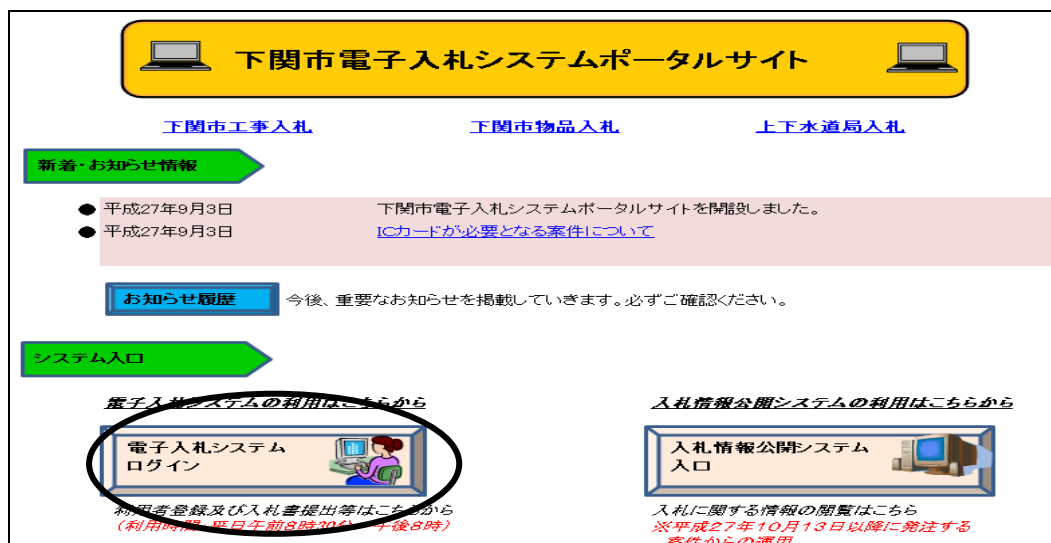 下関市電子入札システムポータルサイト
下関市工事入札 下関市物品入札 上下水道局入札
新着・お知らせ情報
● 平成27年9月3日 下関市電子入札システムポータルサイトを開設しました。
● 平成27年9月3日 ICカードが必要となる案件について
お知らせ履歴 今後、重要なお知らせを掲載していきます。必ずご確認ください。
システム入口
電子入札システムの利用はこちらから
電子入札システム
ログイン
利用者登録及び入札書提出等はこちらから
(利用時間 平日午前8時30分 午後8時)
入札情報公開システムの利用はこちらから
入札情報公開システム
入口
入札に関する情報の閲覧はこちら
※平成27年10月13日以降に発注する
案件からの運用